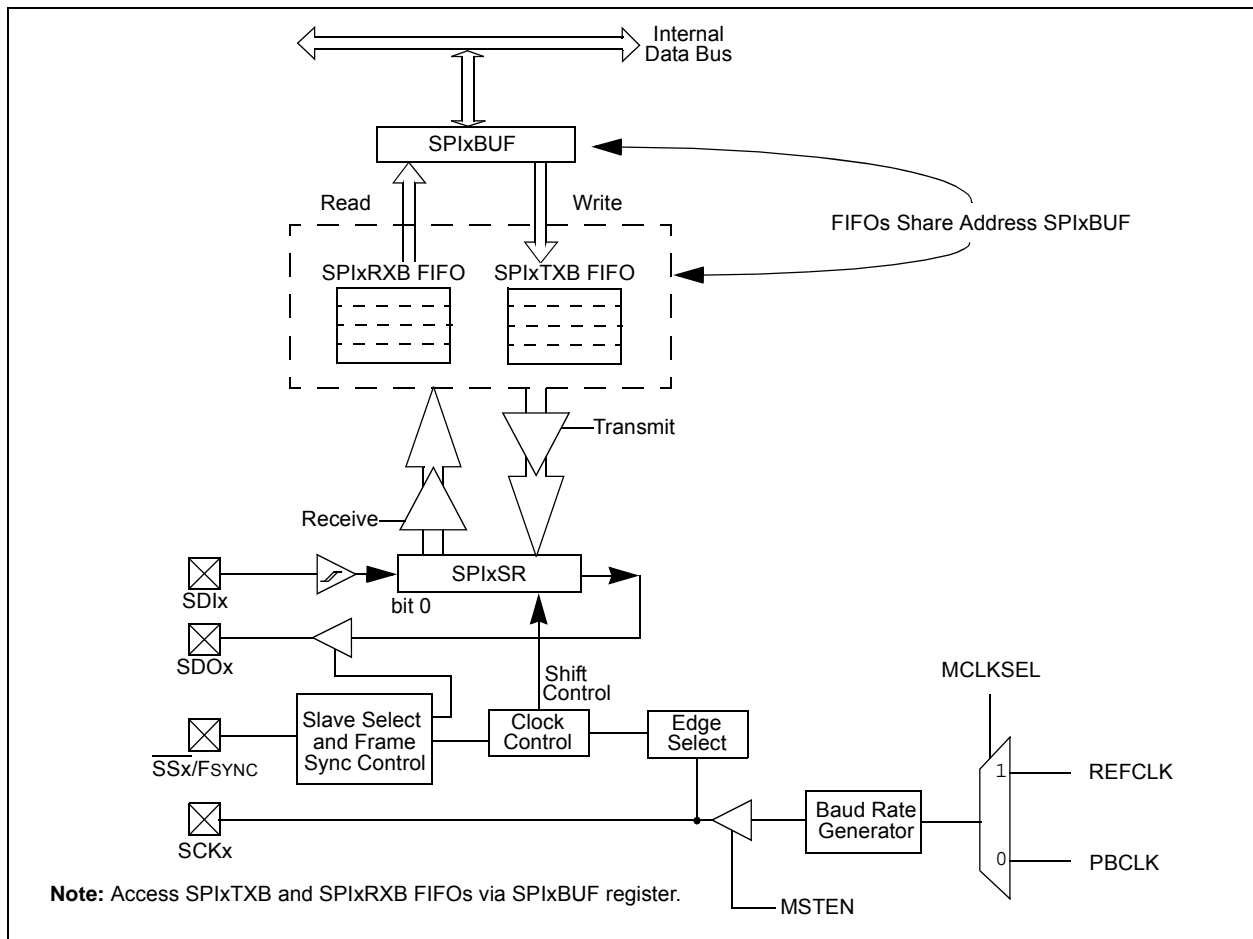 Internal
Data Bus
SPIxBUF
Read
Write
FIFOs Share Address SPIxBUF
SPIxRXB FIFO
SPIxTXB FIFO
Transmit
Receive
SPIxSR
SDIx
bit 0
SDOx
Shift
Control
MCLKSEL
Slave Select
and Frame
Sync Control
Clock
Control
Edge
Select
SSx/FSYNC
1
REFCLK
Baud Rate
Generator
SCKx
0
PBCLK
Note: Access SPIxTXB and SPIxRXB FIFOs via SPIxBUF register.
MSTEN